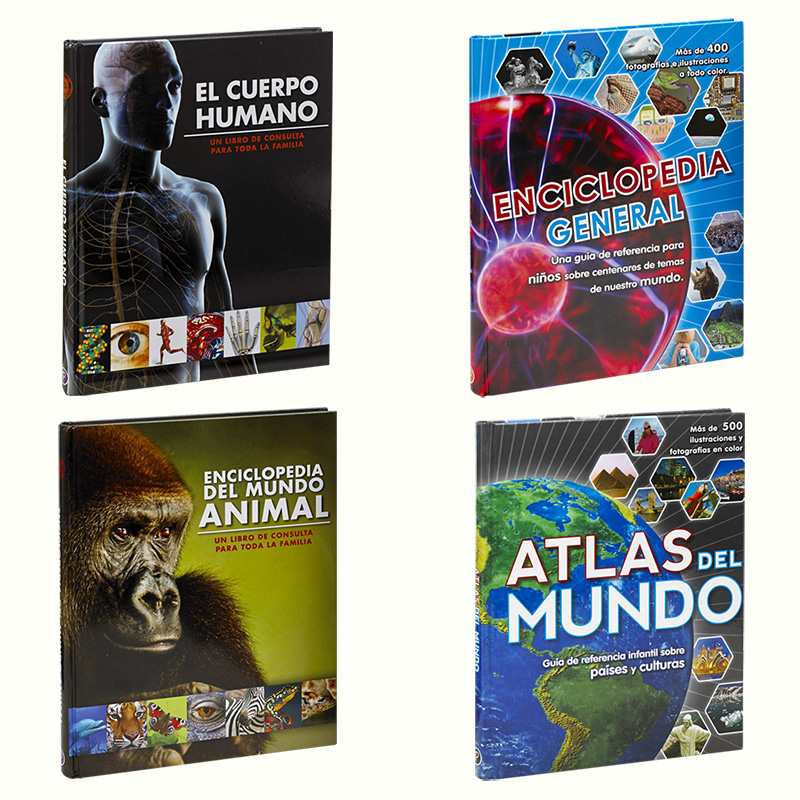 EL CUERPO
HUMANO
UN LIBRO DE CONSULTA
PARA TODA LA FAMILIA
EL CUERPO HUMANO
Más de 400
fotografías e ilustraciones
a todo color.
ENCICLOPEDIA
GENERAL
Una guía de referencia para
niños sobre centenares de temas
de nuestro mundo.
ENCICLOPEDIA
DEL MUNDO
ANIMAL
UN LIBRO DE CONSULTA
PARA TODA LA FAMILIA
Más de 500
ilustraciones y
fotografías en color
ATLAS DEL
MUNDO
Guía de referencia infantil sobre
países y culturas
ATLAS DEL MUNDO